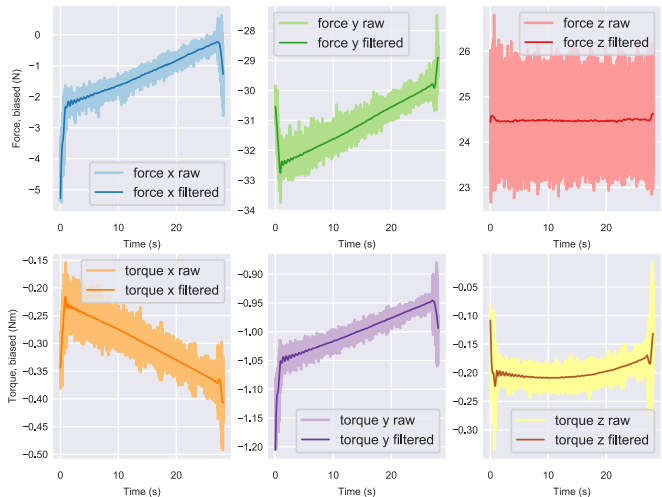 0
−1
−2
−3
−4
−5
Force, biased (N)
force x raw
force x filtered
0
10
20
Time (s)
−28
−29
−30
−31
−32
−33
−34
force y raw
force y filtered
0
10
20
Time (s)
26
25
24
23
force z raw
force z filtered
0
10
20
Time (s)
−0.15
−0.20
−0.25
−0.30
−0.35
−0.40
−0.45
−0.50
Torque, biased (Nm)
torque x raw
torque x filtered
0
10
20
Time (s)
−0.90
−0.95
−1.00
−1.05
−1.10
−1.15
−1.20
torque y raw
torque y filtered
0
10
20
Time (s)
−0.05
−0.10
−0.15
−0.20
−0.25
−0.30
torque z raw
torque z filtered
0
10
20
Time (s)